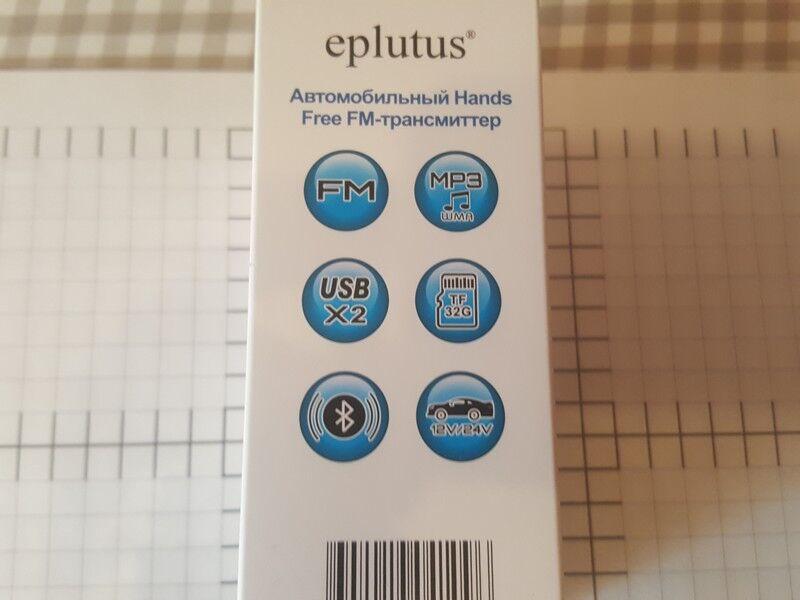 eplutus®
Автомобильный Hands
Free FM-трансмиттер
FM
MP3
WMA
USB
X2
TF
32G
12V/24V